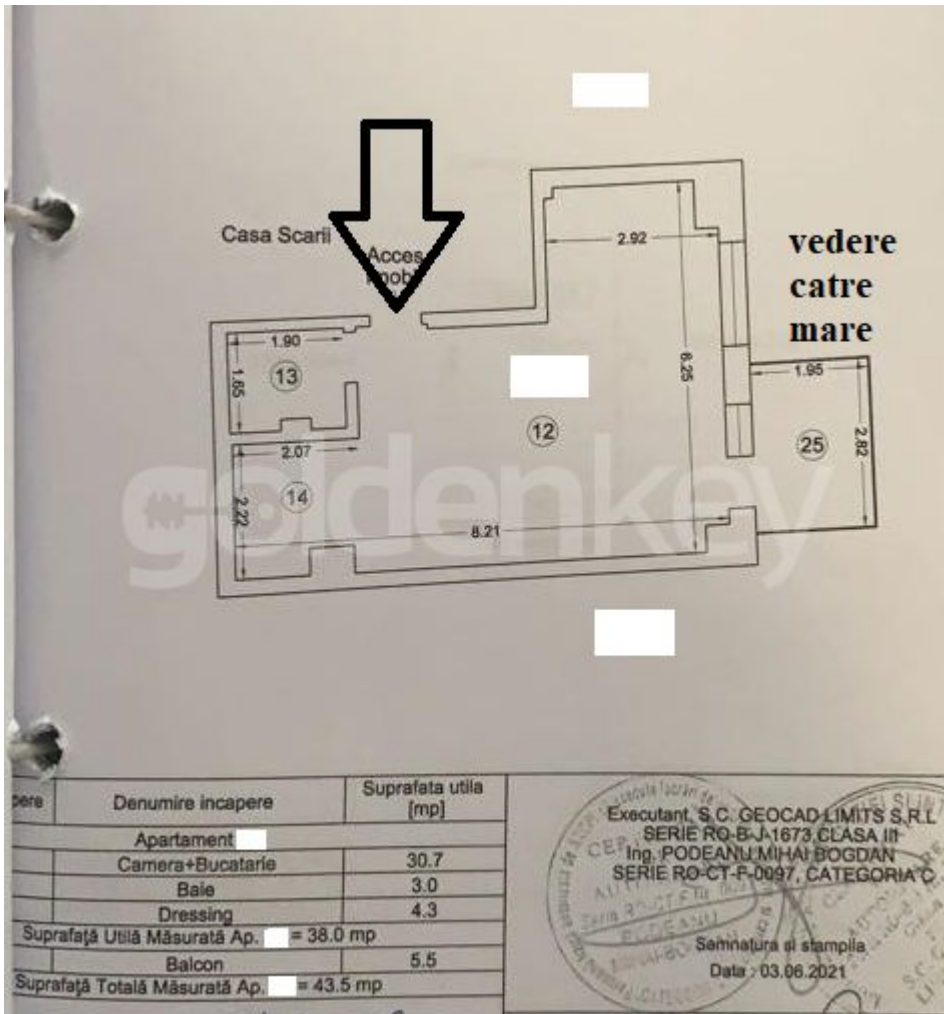 Casa Scarii
Acces
vedere
catre
mare
2.92
1.90
13
1.65
6.25
1.95
12
25
2.82
2.07
14
2.22
8.21
goldenkey
Denumire incapere
Suprafata utila
[mp]
Apartament
Camera+Bucatarie
30.7
Baie
3.0
Dressing
4.3
Suprafaţă Utilă Măsurată Ap. = 38.0 mp
Balcon
5.5
Suprafaţă Totală Măsurată Ap. = 43.5 mp
Executant, S.C. GEOCAD LIMITS S.R.L
SERIE RO-B-J-1673 CLASA III
Ing. PODEANU MIHAI BOGDAN
SERIE RO-CT-F-0097, CATEGORIA C
Semnatura si stampila
Data : 03.06.2021